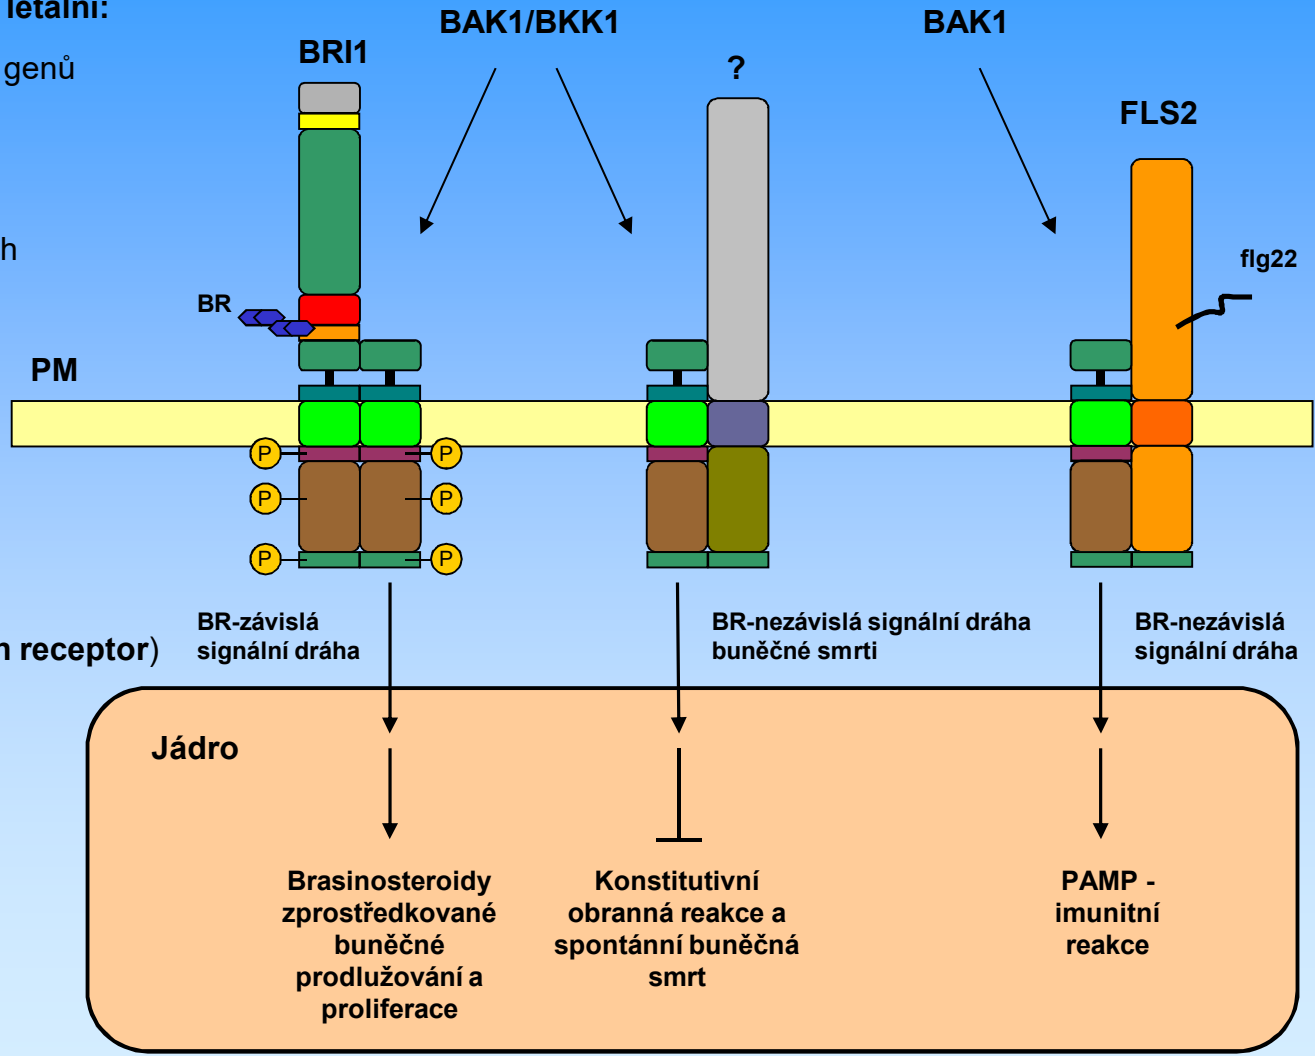 letální:
BAK1/BKK1
BAK1
BRI1
genů
?
FLS2
h
flg22
BR
PM
P
P
P
P
P
P
BR-závislá
signální dráha
BR-nezávislá signální dráha
buněčné smrti
BR-nezávislá
signální dráha
receptor)
Jádro
Brasinosteroidy
zprostředkované
buněčné
prodlužování a
proliferace
Konstitutivní
obranná reakce a
spontánní buněčná
smrt
PAMP -
imunitní
reakce